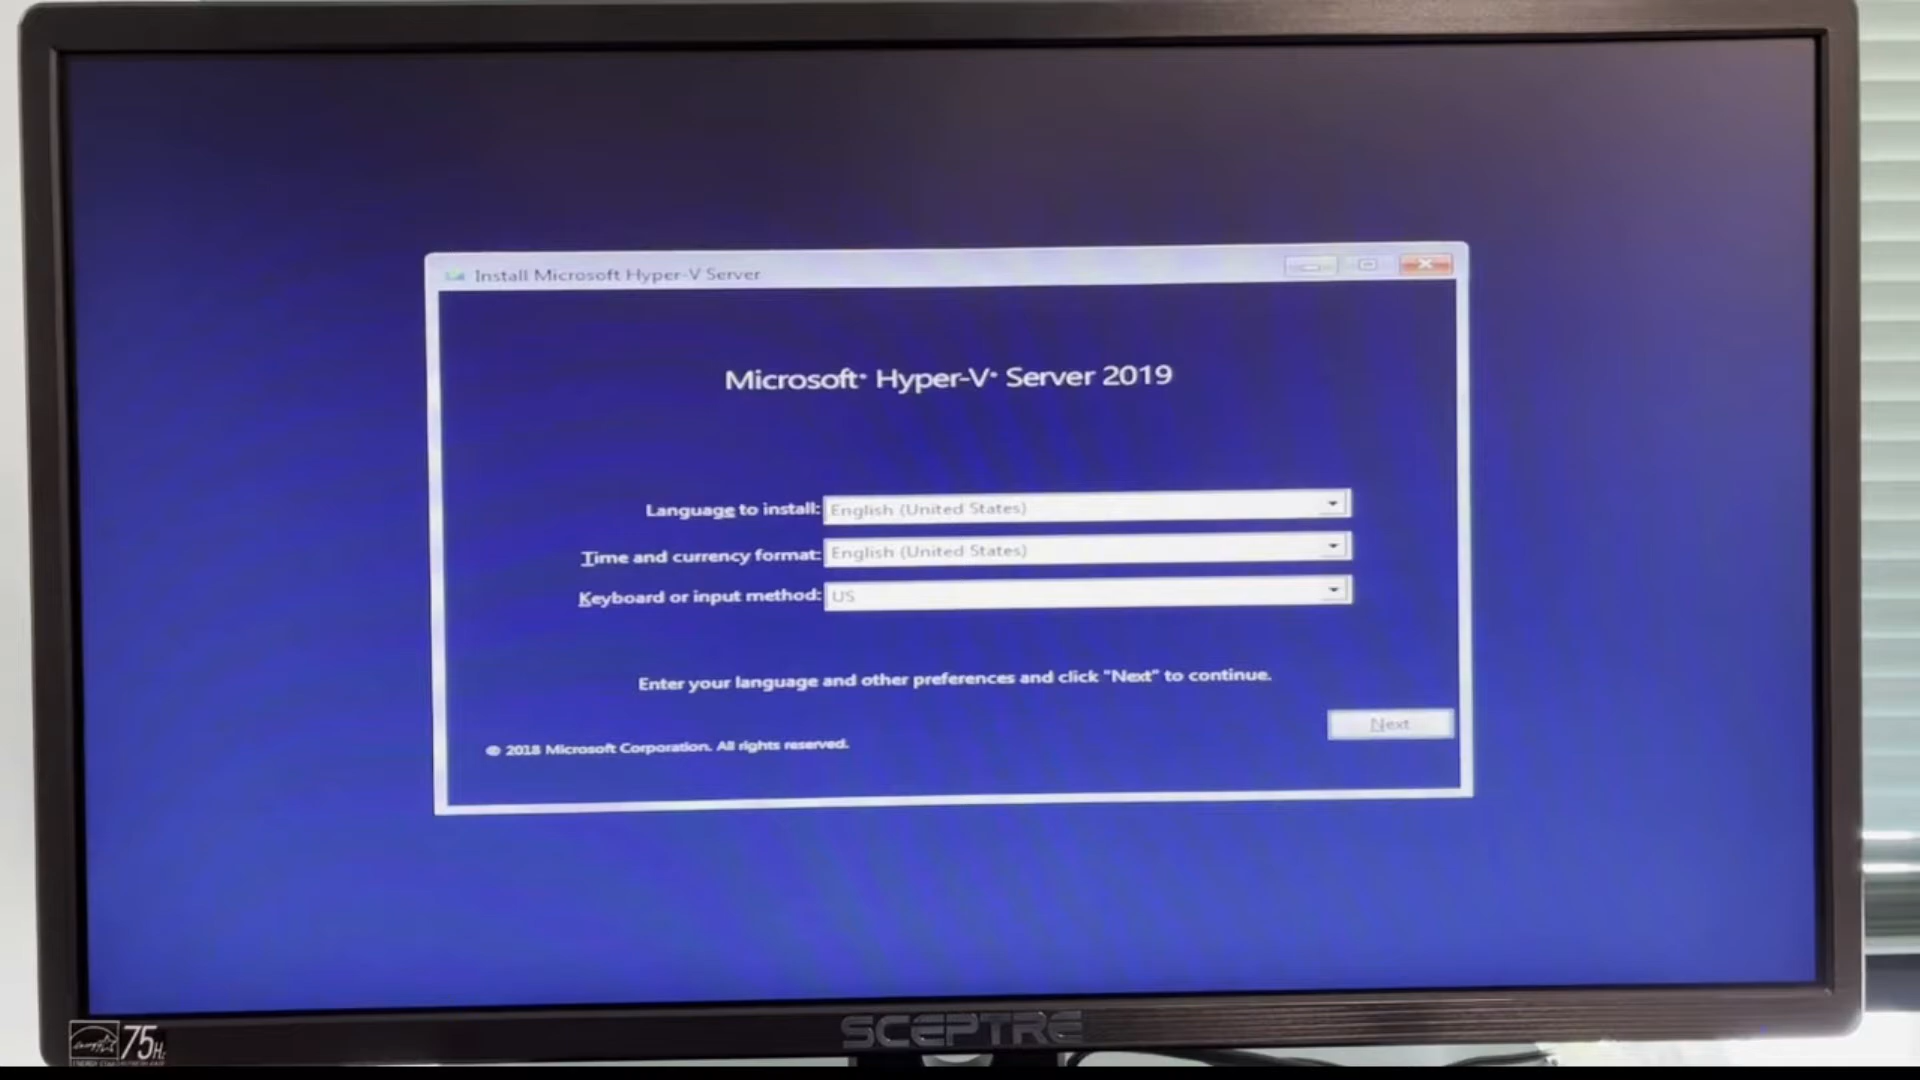 Install Microsoft Hyper-V Server
Microsoft® Hyper-V® Server 2019
Language to install: English (United States)
Time and currency format: English (United States)
Keyboard or input method: US
Enter your language and other preferences and click "Next" to continue.
Next
© 2018 Microsoft Corporation. All rights reserved.
SCEPTRE
75Hz